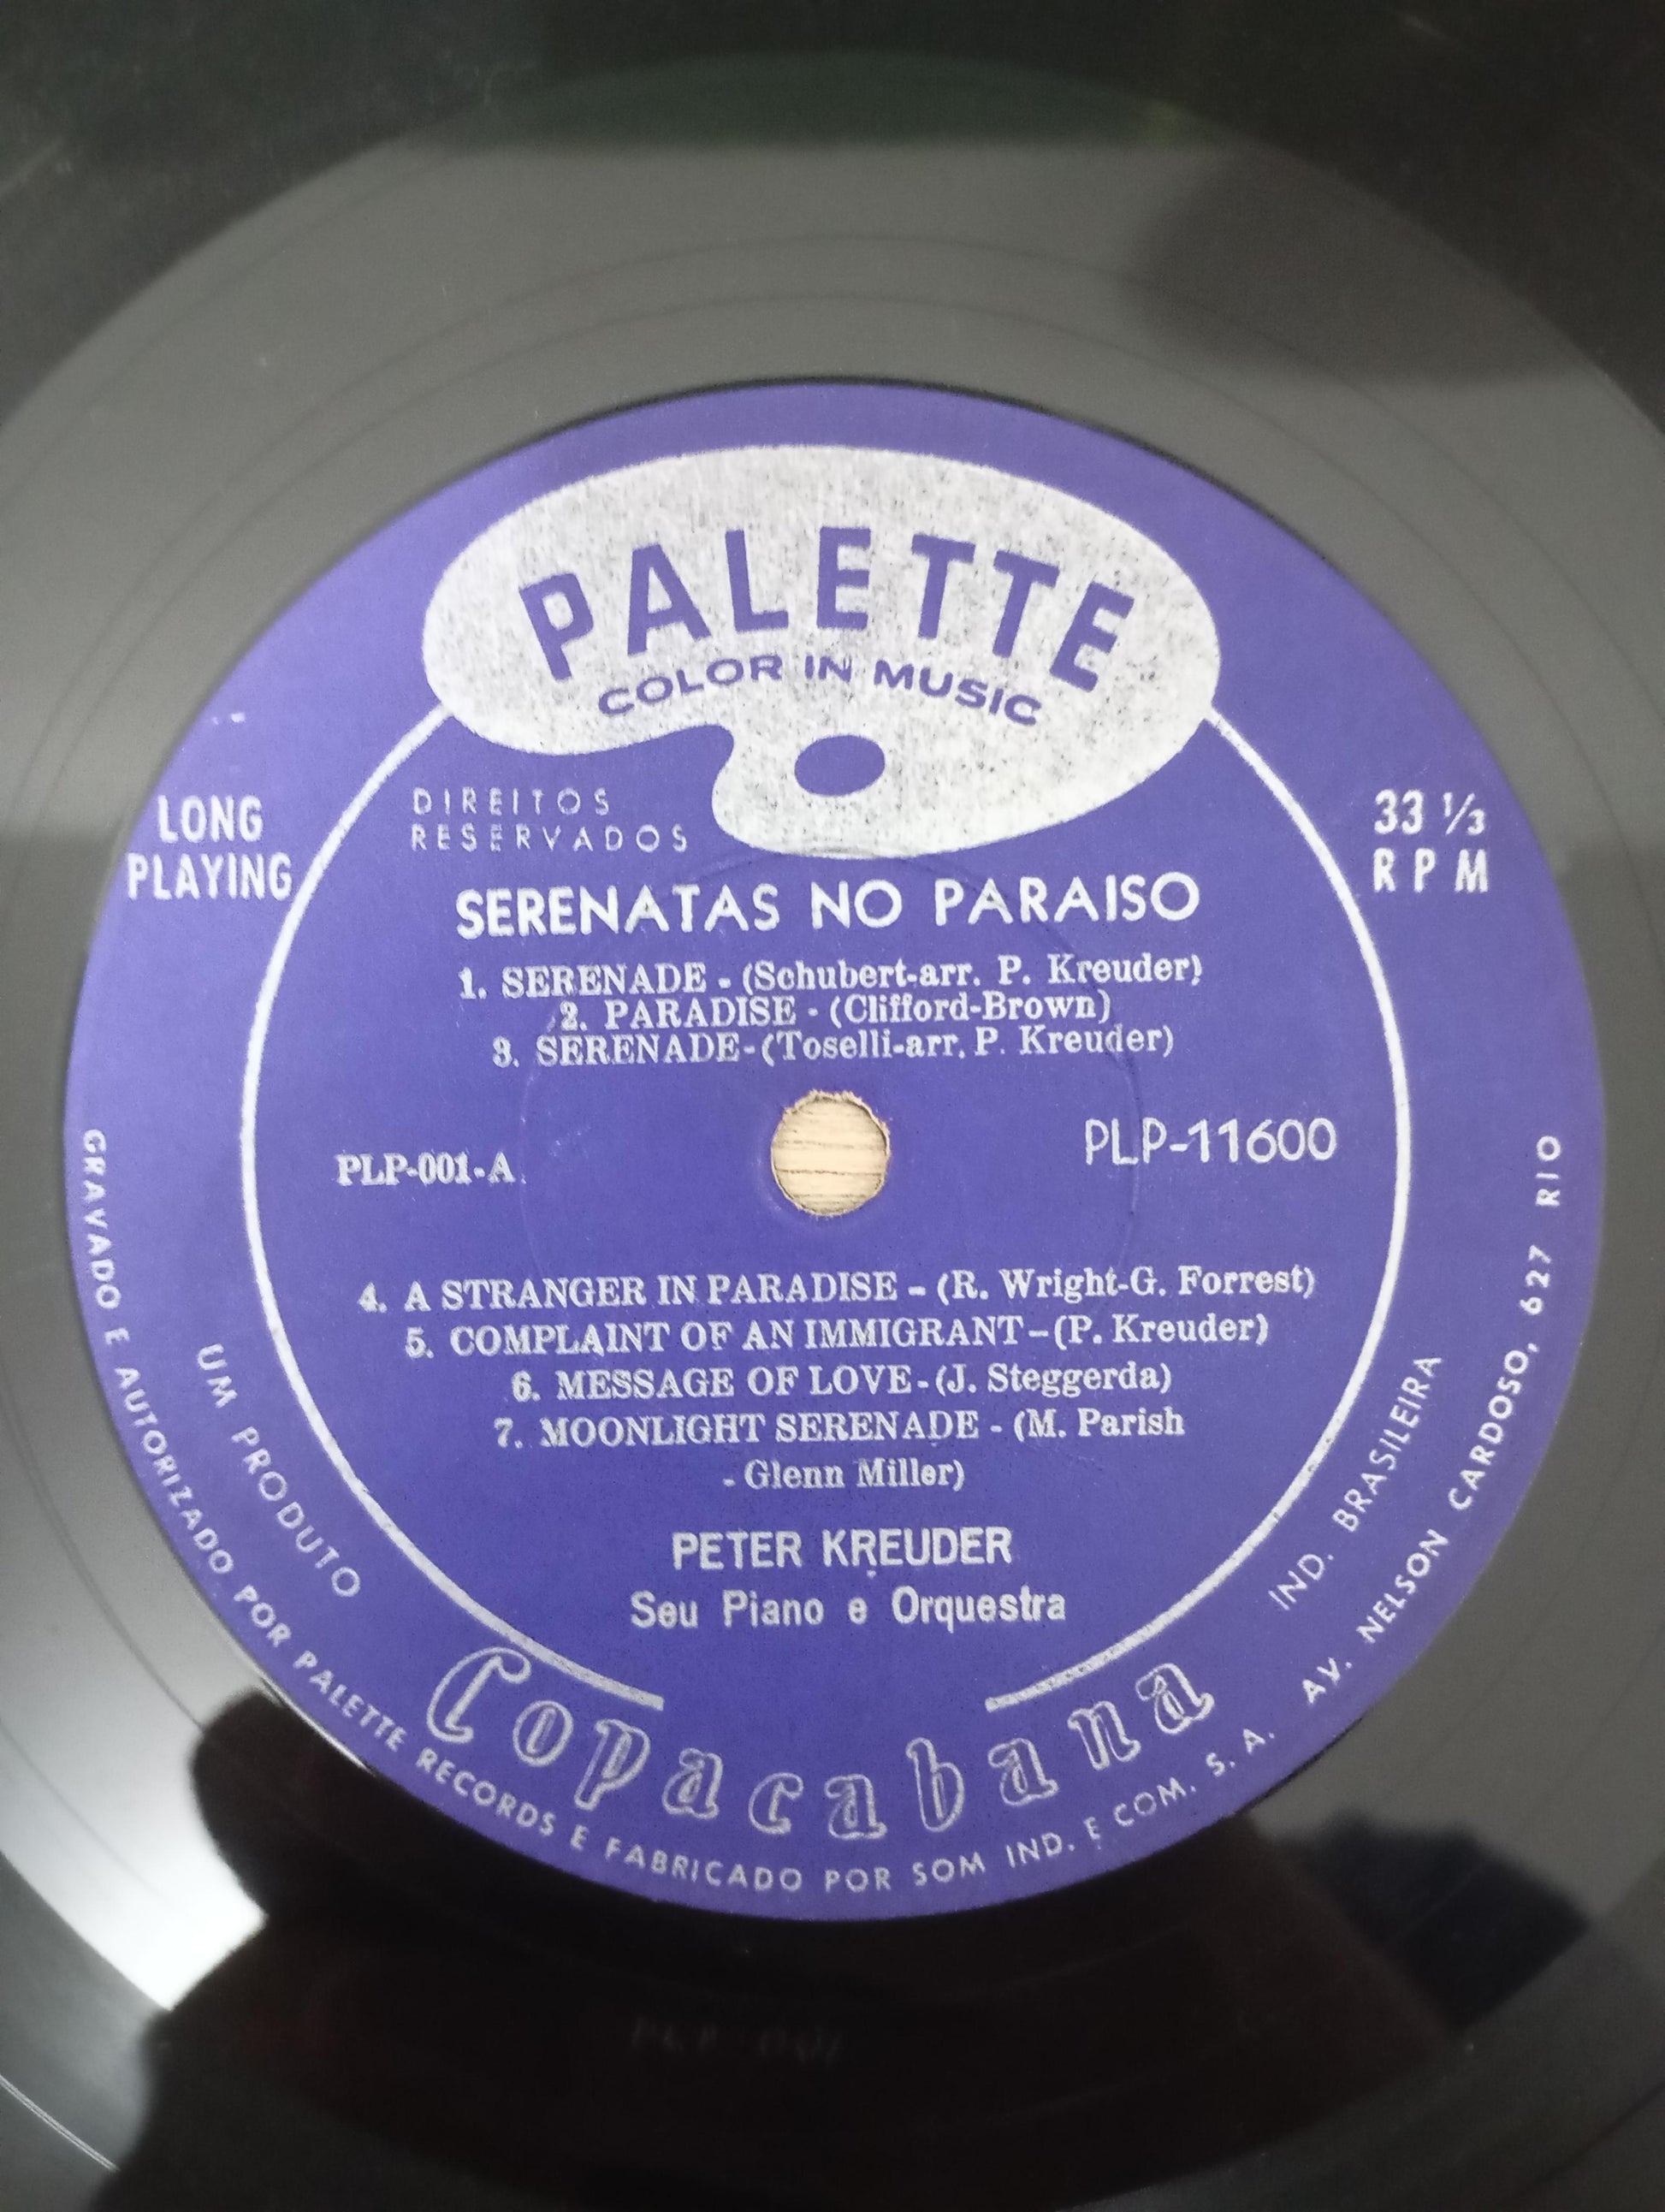 PALETTE
COLOR IN MUSIC
DIREITOS
RESERVADOS
LONG
PLAYING
33 1/3
RPM
SERENATAS NO PARAISO
1. SERENADE - (Schubert-arr. P. Kreuder)
2. PARADISE - (Clifford-Brown)
3. SERENADE-(Toselli-arr. P. Kreuder)
PLP-001-A
PLP-11600
4. A STRANGER IN PARADISE - (R. Wright-G. Forrest)
5. COMPLAINT OF AN IMMIGRANT-(P. Kreuder)
6. MESSAGE OF LOVE-(J. Steggerda)
7. MOONLIGHT SERENADE - (M. Parish
- Glenn Miller)
PETER KREUDER
Seu Piano e Orquestra
UM PRODUTO
Copacabana
IND. BRASILEIRA
GRAVADO E AUTORIZADO POR PALETTE RECORDS E FABRICADO POR SOM IND. E COM. S. A. AV. NELSON CARDOSO, 627 RIO